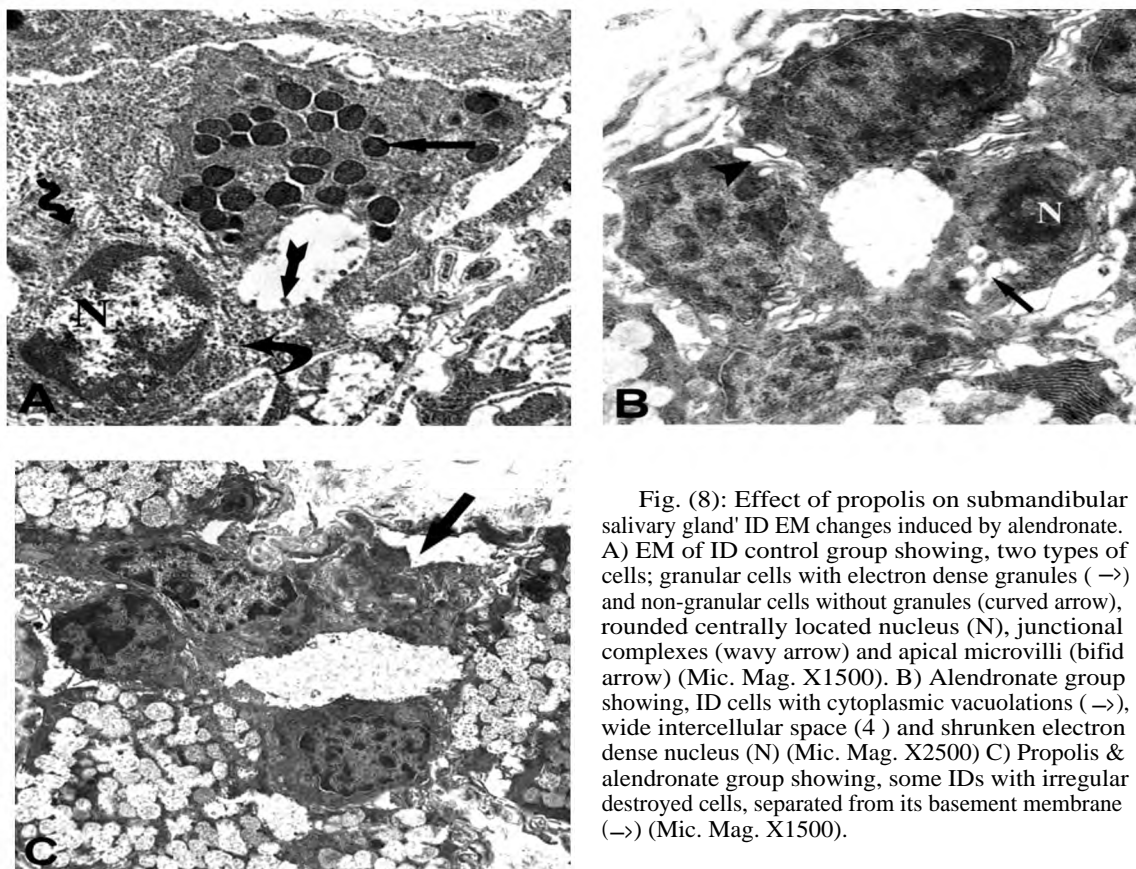 N
A
N
B
C
Fig. (8): Effect of propolis on submandibular
salivary gland' ID EM changes induced by alendronate.
A) EM of ID control group showing, two types of
cells; granular cells with electron dense granules ( –>)
and non-granular cells without granules (curved arrow),
rounded centrally located nucleus (N), junctional
complexes (wavy arrow) and apical microvilli (bifid
arrow) (Mic. Mag. X1500). B) Alendronate group
showing, ID cells with cytoplasmic vacuolations ( –>),
wide intercellular space (4 ) and shrunken electron
dense nucleus (N) (Mic. Mag. X2500) C) Propolis &
alendronate group showing, some IDs with irregular
destroyed cells, separated from its basement membrane
(–>) (Mic. Mag. X1500).